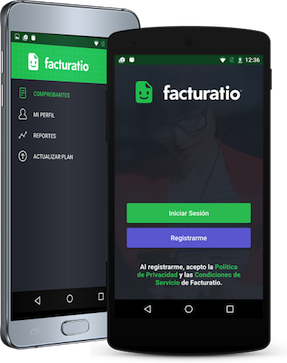 facturatio
COMPROBANTES
MI PERFIL
REPORTES
ACTUALIZAR PLAN
12:36
facturatio
Iniciar Sesión
Registrarme
Al registrarme, acepto la Política
de Privacidad y las Condiciones de
Servicio de Facturatio.